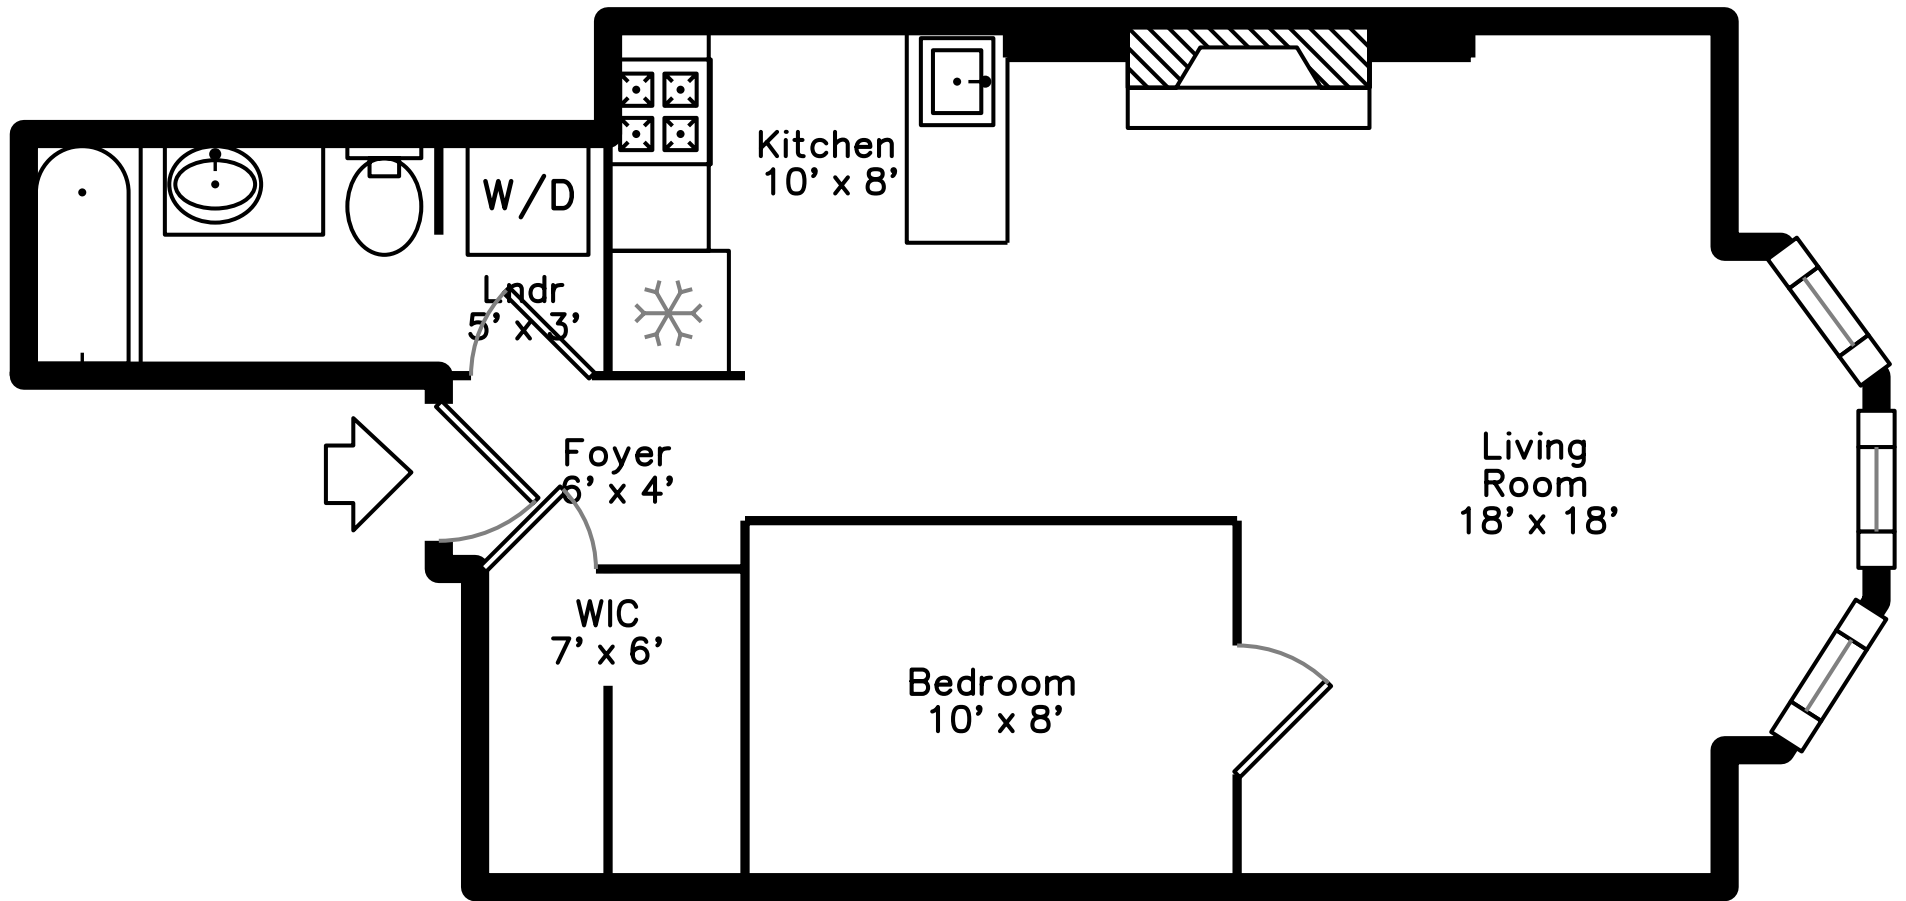 Kitchen
10' x 8'
W/D
Lndr
5' x 3'
Foyer
6' x 4'
Living
Room
18' x 18'
WIC
7' x 6'
Bedroom
10' x 8'